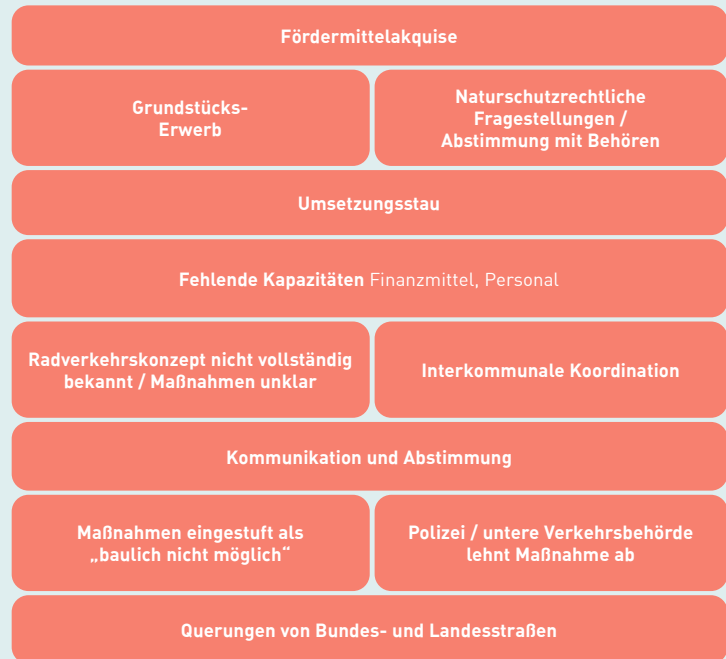 Fördermittelakquise
Grundstücks-
Erwerb
Naturschutzrechtliche
Fragestellungen /
Abstimmung mit Behören
Umsetzungsstau
Fehlende Kapazitäten Finanzmittel, Personal
Radverkehrskonzept nicht vollständig
bekannt / Maßnahmen unklar
Interkommunale Koordination
Kommunikation und Abstimmung
Maßnahmen eingestuft als
„baulich nicht möglich“
Polizei / untere Verkehrsbehörde
lehnt Maßnahme ab
Querungen von Bundes- und Landesstraßen